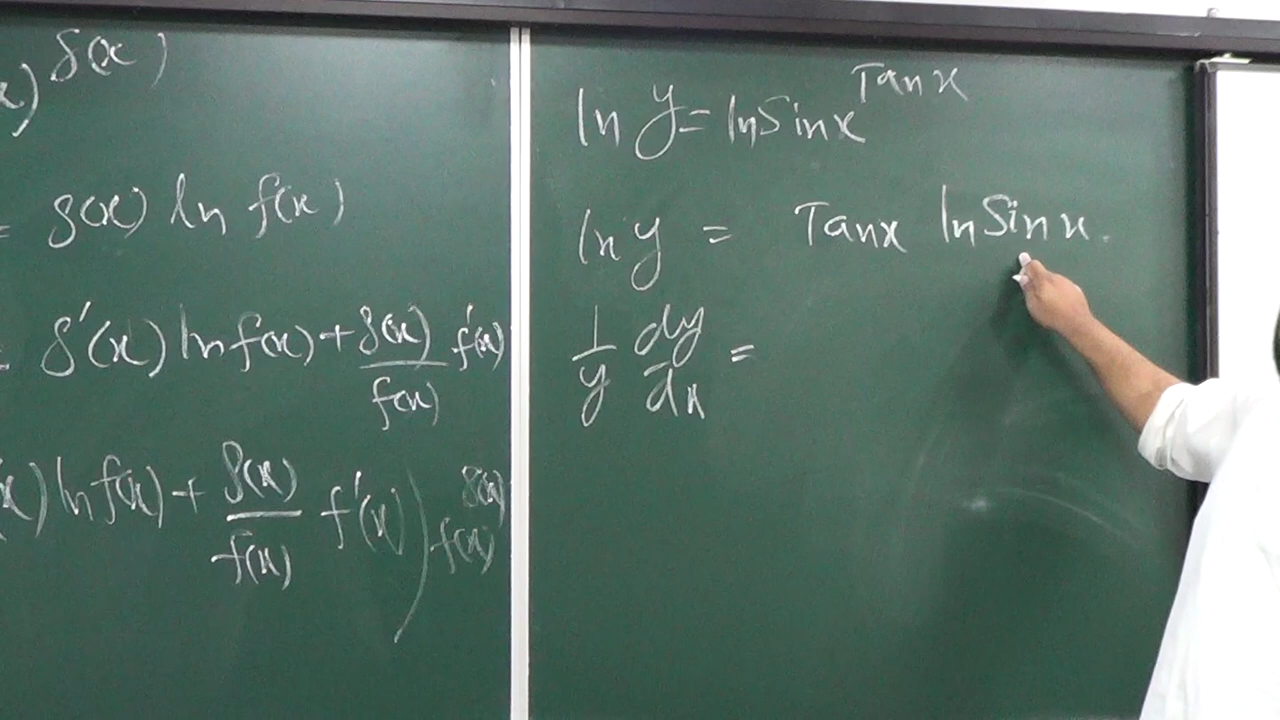 x) g(x)
= g(x) ln f(x)
= g'(x) ln f(x) + g(x)/f(x) f'(x)
x) ln f(x) + g(x)/f(x) f'(x) ) f(x)^g(x)
ln y = ln Sin x^Tan x
ln y = Tan x ln Sin x .
1/y dy/dx =